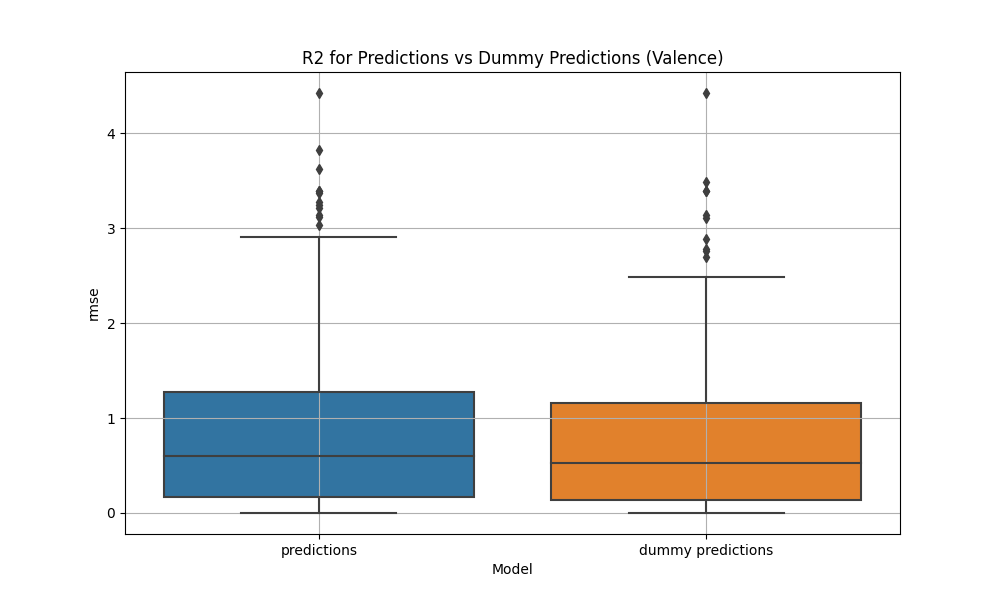 R2 for Predictions vs Dummy Predictions (Valence)
4
3
2
1
0
rmse
predictions
dummy predictions
Model